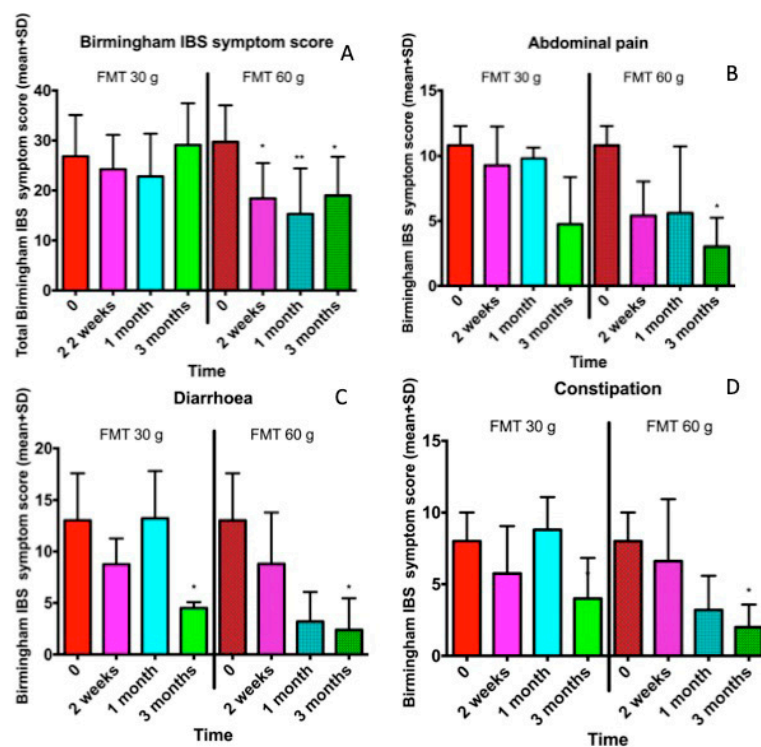 Birmingham IBS symptom score
A
FMT 30 g
FMT 60 g
Total Birmingham IBS symptom score (mean+SD)
40
30
20
10
0
*
**
*
0
2 2 weeks
1 month
3 months
0
2 weeks
1 month
3 months
Time
Abdominal pain
B
FMT 30 g
FMT 60 g
Birmingham IBS symptom score (mean+SD)
15
10
5
0
*
0
2 weeks
1 month
3 months
0
2 weeks
1 month
3 months
Time
Diarrhoea
C
FMT 30 g
FMT 60 g
Birmingham IBS symptom score (mean+SD)
20
15
10
5
0
*
*
0
2 weeks
1 month
3 months
0
2 weeks
1 month
3 months
Time
Constipation
D
FMT 30 g
FMT 60 g
Birmingham IBS symptom score (mean+SD)
15
10
5
0
*
*
0
2 weeks
1 month
3 months
0
2 weeks
1 month
3 months
Time